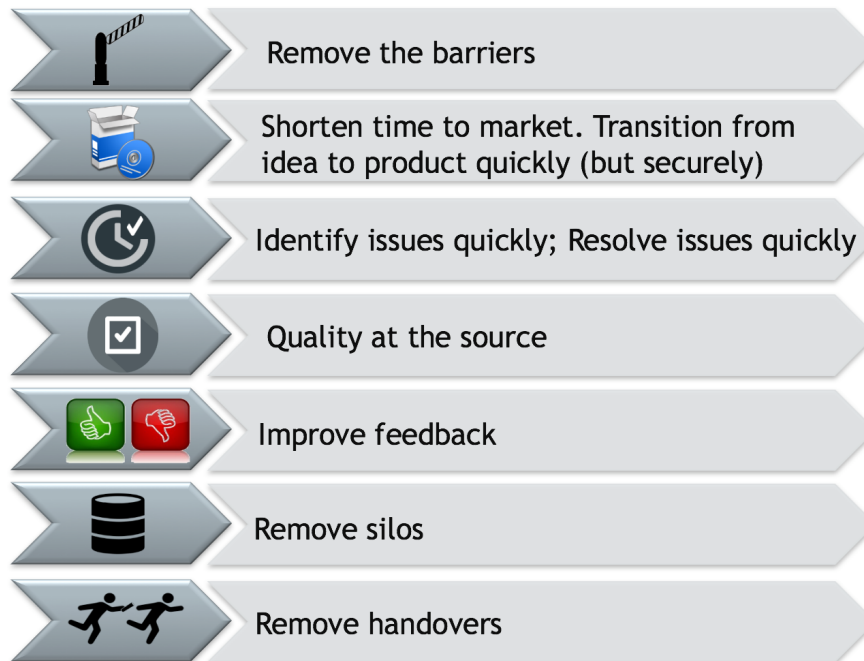 Remove the barriers
Shorten time to market. Transition from
idea to product quickly (but securely)
Identify issues quickly; Resolve issues quickly
Quality at the source
Improve feedback
Remove silos
Remove handovers